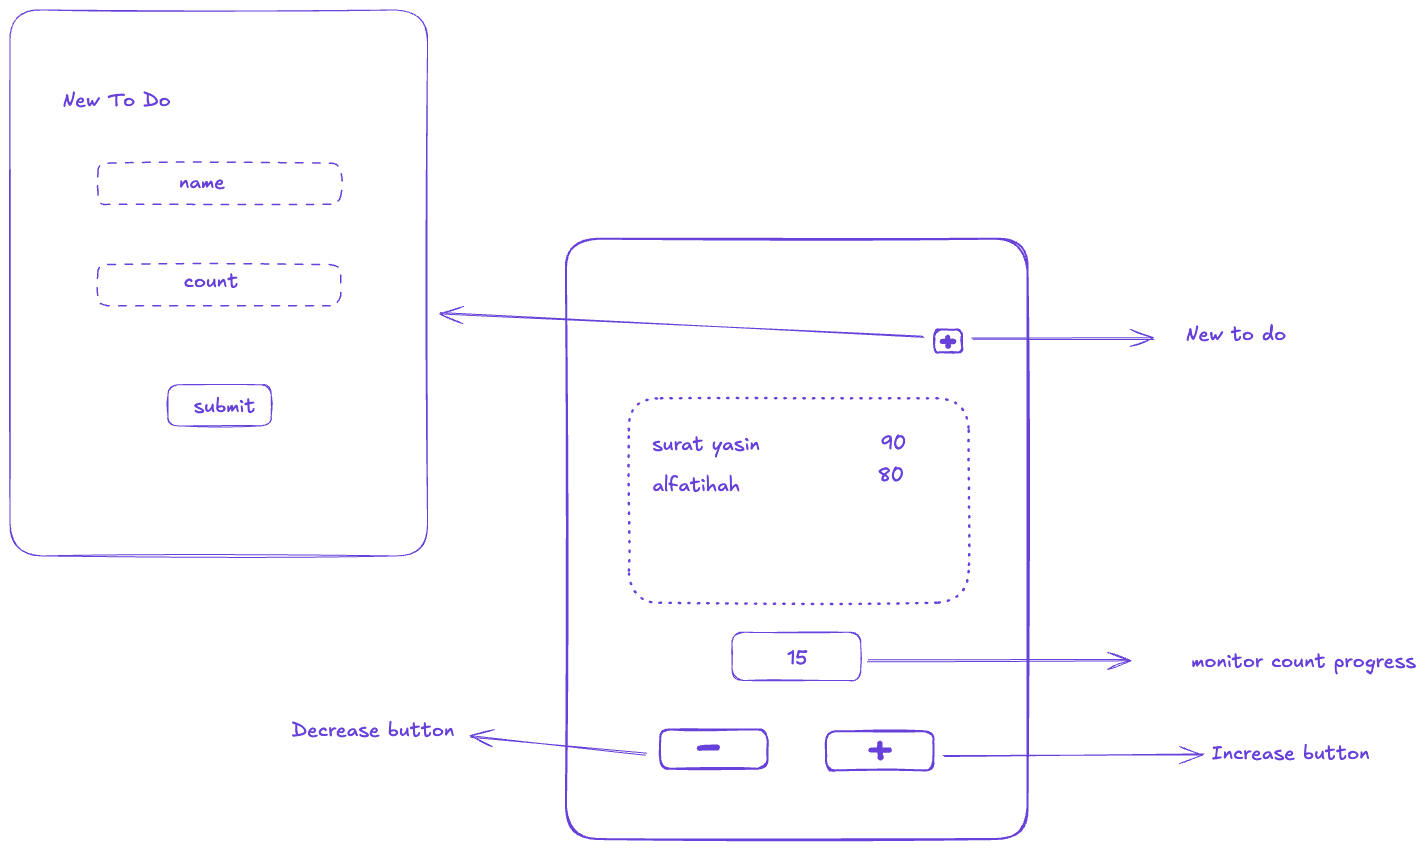 New To Do
name
count
submit
New to do
surat yasin 90
alfatihah 80
15
monitor count progress
Decrease button
-
+
Increase button